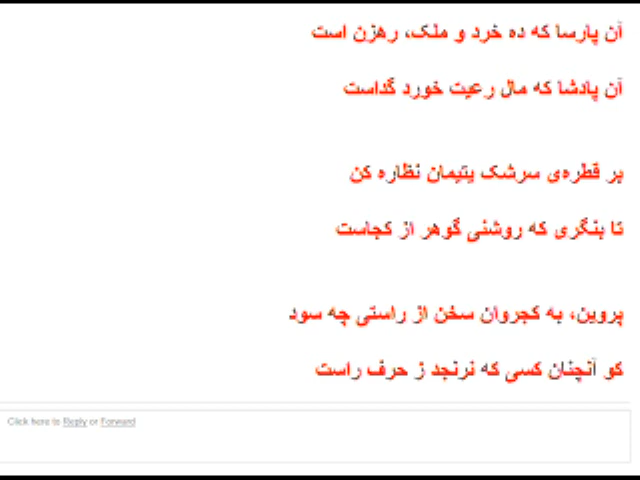 آن پارسا که ده خرد و ملک، رهزن است
آن پادشا که مال رعیت خورد گداست
بر قطره‌ی سرشک یتیمان نظاره کن
تا بنگری که روشنی گوهر از کجاست
پروین، به کجروان سخن از راستی چه سود
کو آنچنان کسی که نرنجد ز حرف راست
Click here to Reply or Forward